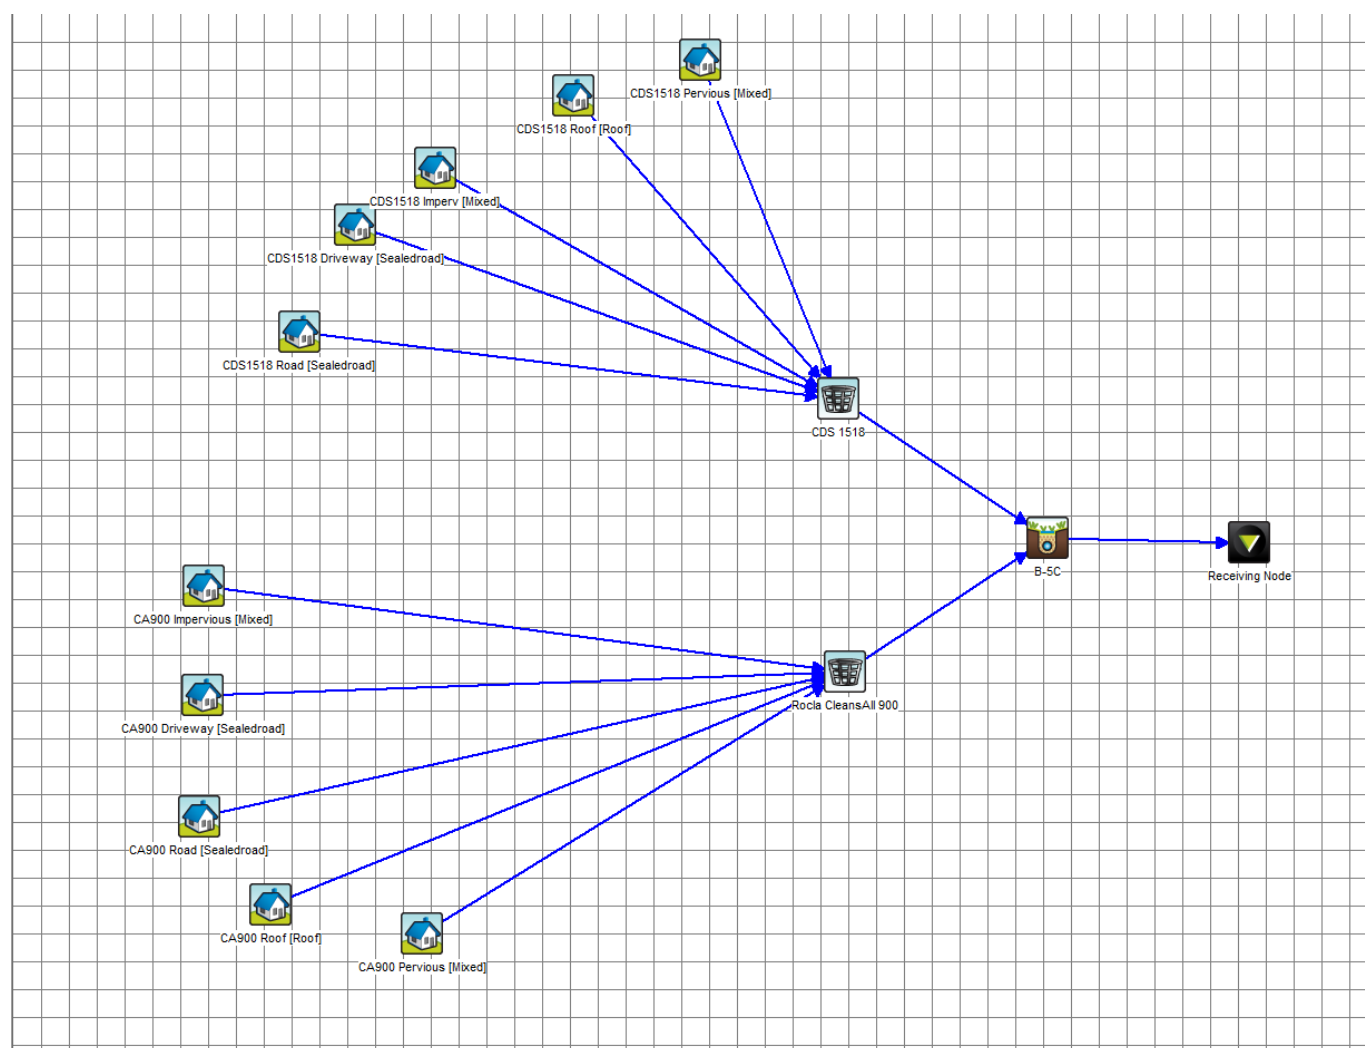 CDS1518 Pervious [Mixed]
CDS1518 Roof [Roof]
CDS1518 Imperv [Mixed]
CDS1518 Driveway [Sealedroad]
CDS1518 Road [Sealedroad]
CDS 1518
B-5C
Receiving Node
CA900 Impervious [Mixed]
Rocla CleansAll 900
CA900 Driveway [Sealedroad]
CA900 Road [Sealedroad]
CA900 Roof [Roof]
CA900 Pervious [Mixed]